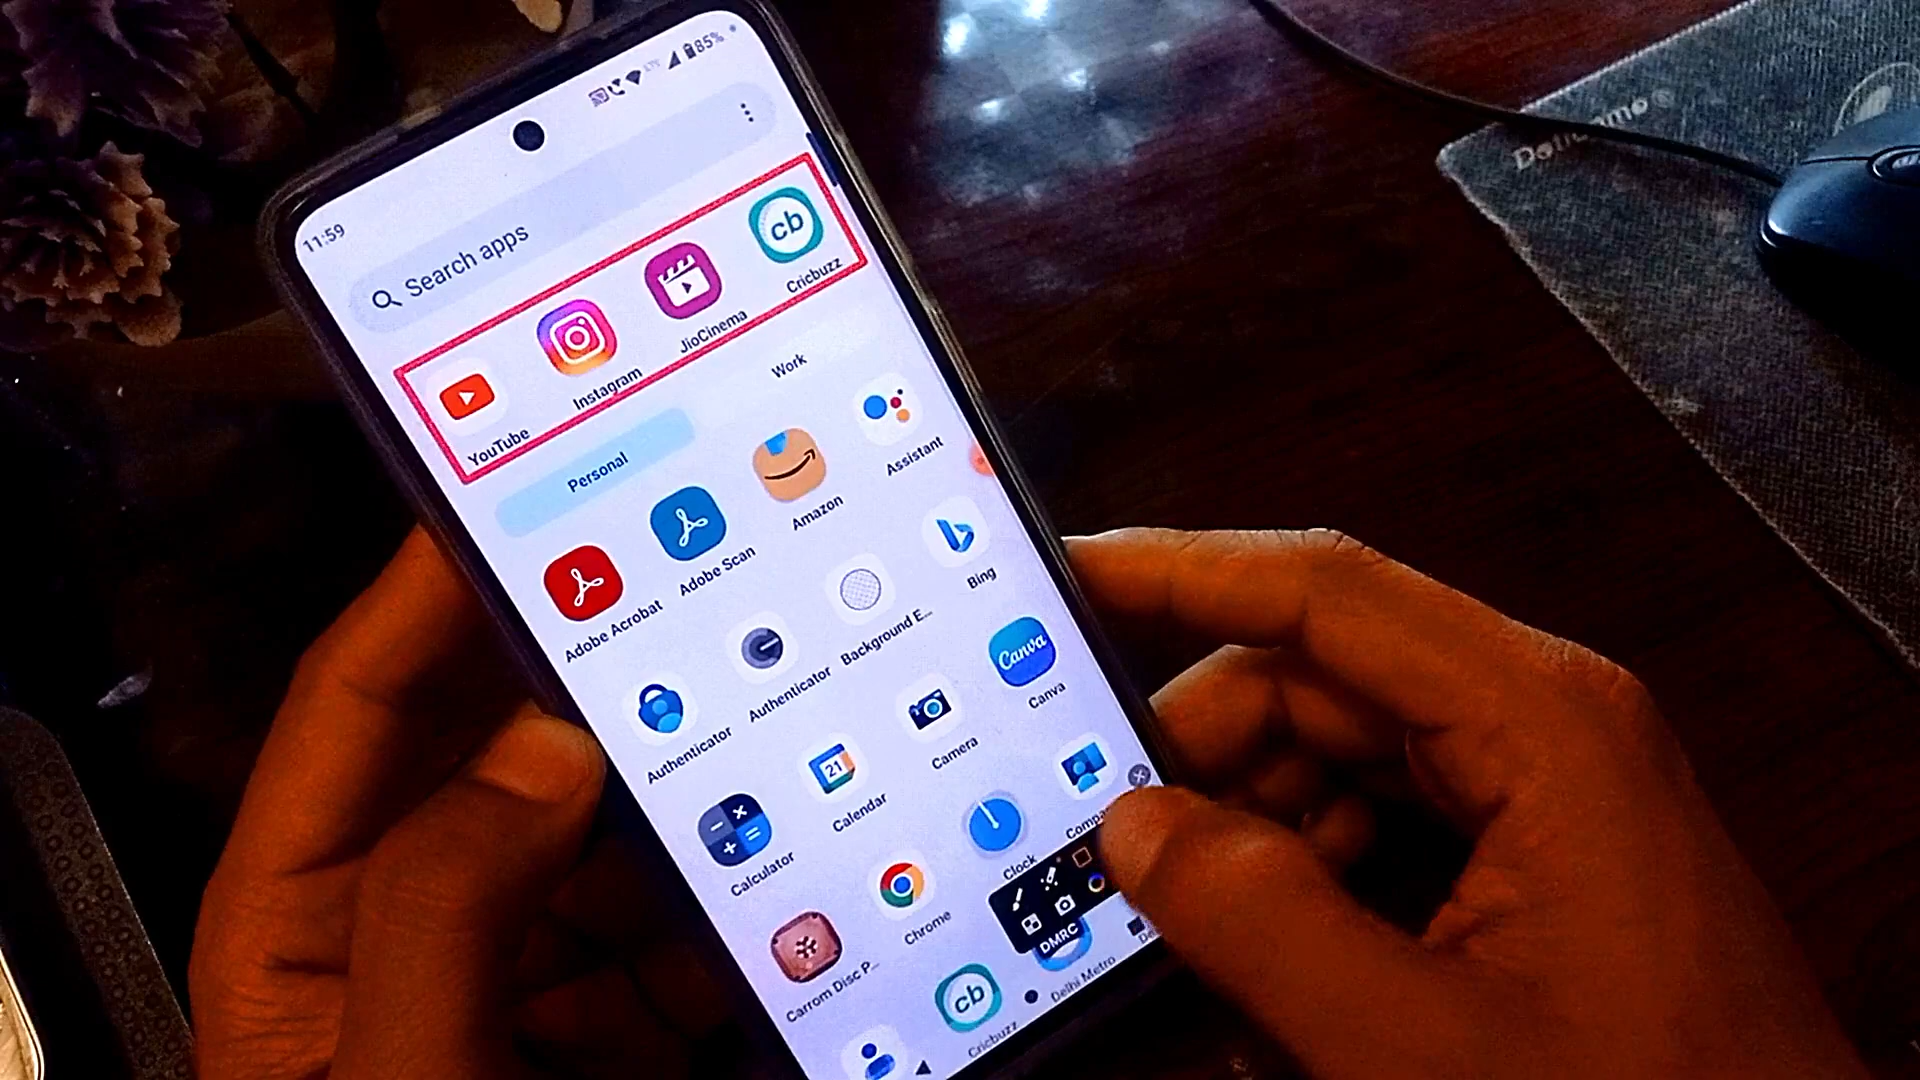 11:59
85%
Search apps
YouTube
Instagram
JioCinema
cb
Cricbuzz
Personal
Work
Adobe Acrobat
Adobe Scan
Amazon
Assistant
Authenticator
Authenticator
Background E...
Bing
Calculator
21
Calendar
Camera
Canva
Canva
Carrom Disc P...
Chrome
Clock
DMRC
Delhi Metro
cb
Cricbuzz